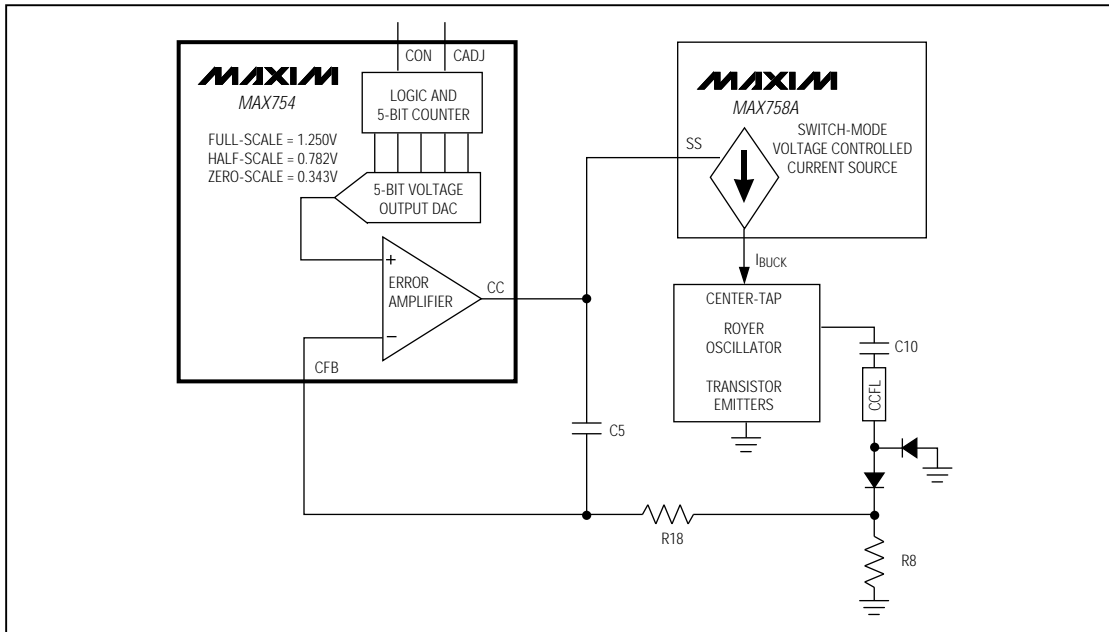 CON CADJ
MAXIM
MAX754
LOGIC AND
5-BIT COUNTER
FULL-SCALE = 1.250V
HALF-SCALE = 0.782V
ZERO-SCALE = 0.343V
5-BIT VOLTAGE
OUTPUT DAC
+
ERROR
AMPLIFIER
−
CC
CFB
MAXIM
MAX758A
SS
SWITCH-MODE
VOLTAGE CONTROLLED
CURRENT SOURCE
IBUCK
CENTER-TAP
ROYER
OSCILLATOR
TRANSISTOR
EMITTERS
C10
CCFL
C5
R18
R8